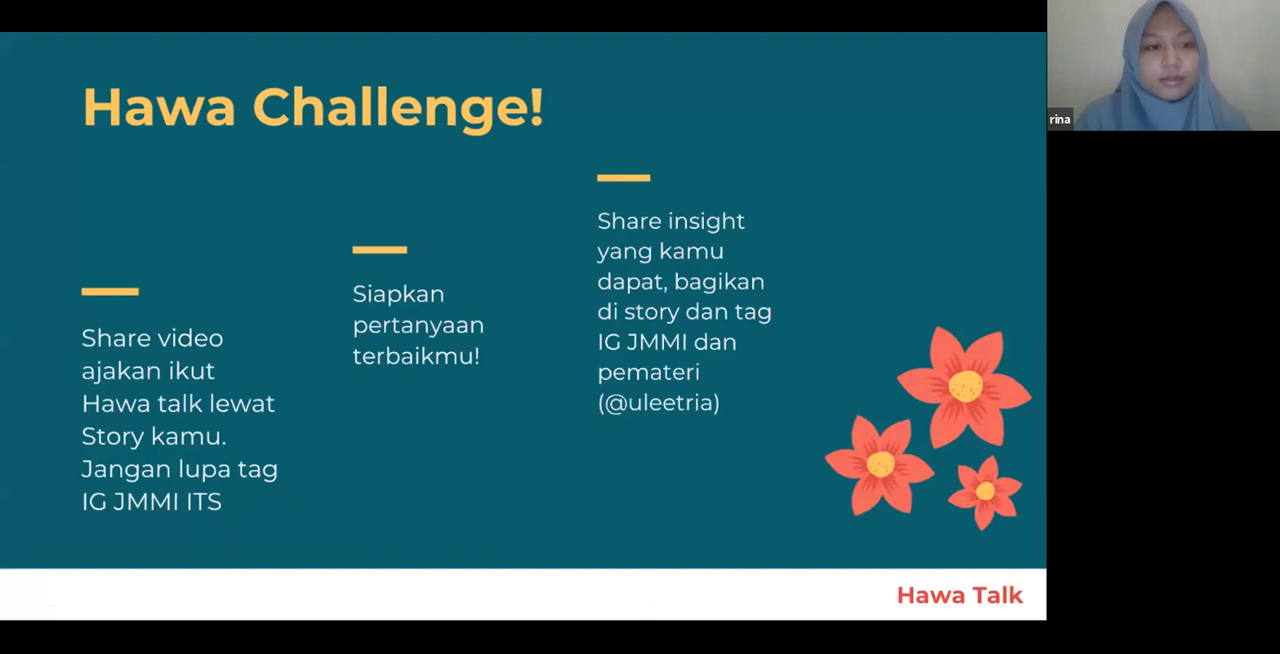 Hawa Challenge!
Share video
ajakan ikut
Hawa talk lewat
Story kamu.
Jangan lupa tag
IG JMMI ITS
Siapkan
pertanyaan
terbaikmu!
Share insight
yang kamu
dapat, bagikan
di story dan tag
IG JMMI dan
pemateri
(@uleetria)
Hawa Talk
rina